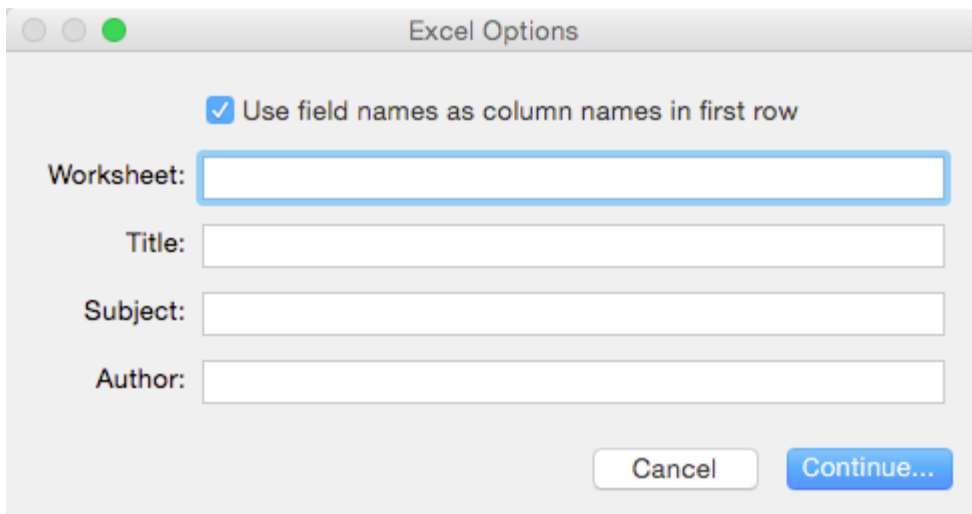 Excel Options
Use field names as column names in first row
Worksheet:
Title:
Subject:
Author:
Cancel Continue...